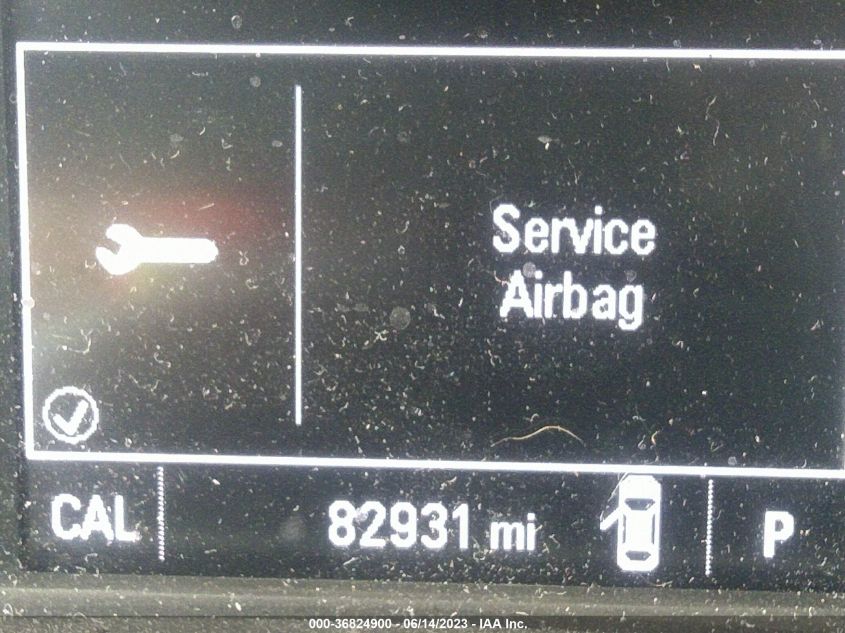 Service
Airbag
CAL 82931 mi P
000-36824900 - 06/14/2023 - IAA Inc.